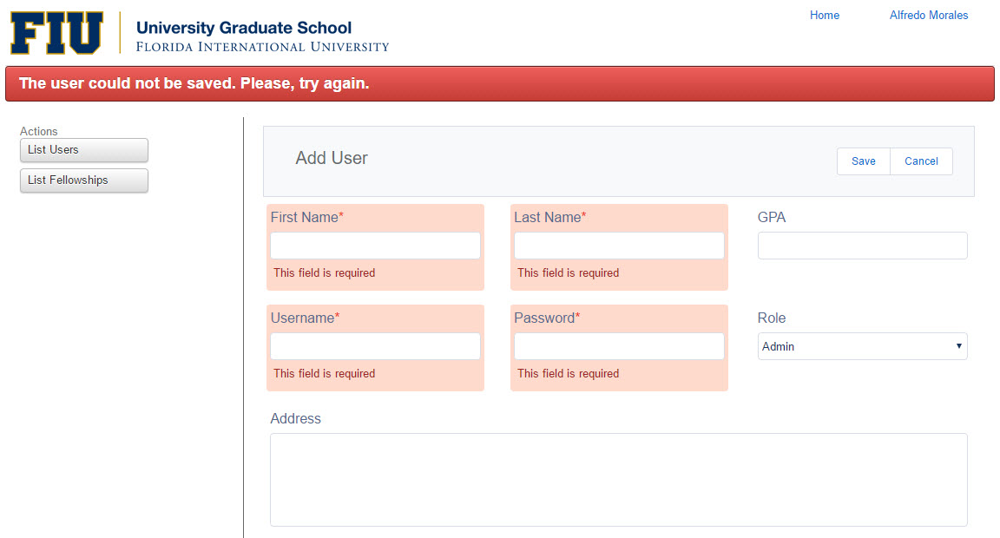 FIU
University Graduate School
FLORIDA INTERNATIONAL UNIVERSITY
Home
Alfredo Morales
The user could not be saved. Please, try again.
Actions
List Users
List Fellowships
Add User
Save
Cancel
First Name*
Last Name*
GPA
This field is required
This field is required
Username*
Password*
Role
Admin
This field is required
This field is required
Address